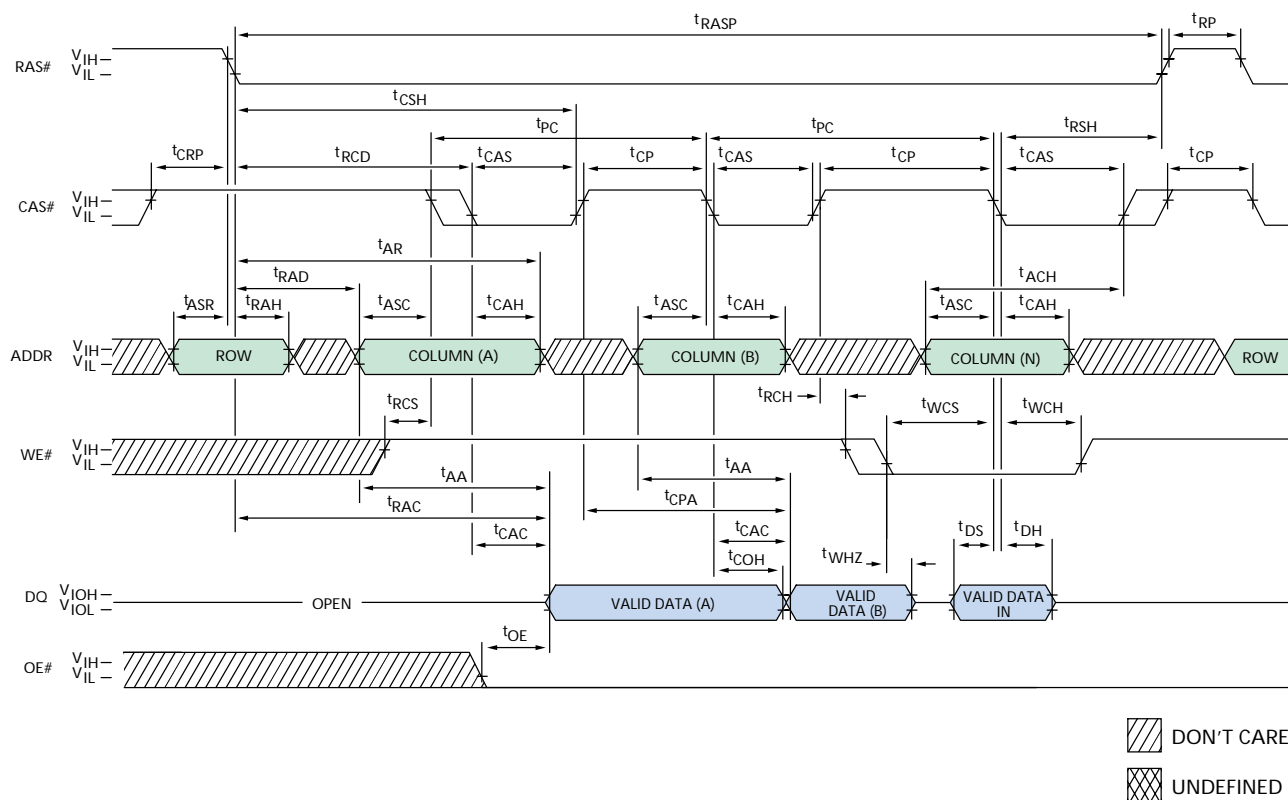 tRASP tRP
RAS# VIH VIL
tCSH
tPC tPC tRSH
tCRP tRCD tCAS tCP tCAS tCP tCAS tCP
CAS# VIH VIL
tAR
tRAD tACH
tASR tRAH tASC tCAH tASC tCAH tASC tCAH
ADDR VIH VIL ROW COLUMN (A) COLUMN (B) COLUMN (N) ROW
tRCS tRCH tWCS tWCH
WE# VIH VIL
tAA tAA
tRAC tCPA
tCAC tCAC tDS tDH
tCOH tWHZ
DQ VIOH VIOL OPEN VALID DATA (A) VALID DATA (B) VALID DATA IN
tOE
OE# VIH VIL
DON'T CARE
UNDEFINED